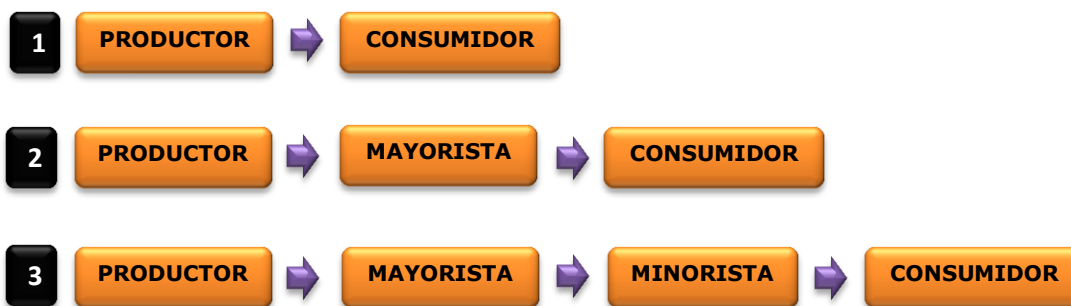 1 PRODUCTOR CONSUMIDOR
2 PRODUCTOR MAYORISTA CONSUMIDOR
3 PRODUCTOR MAYORISTA MINORISTA CONSUMIDOR